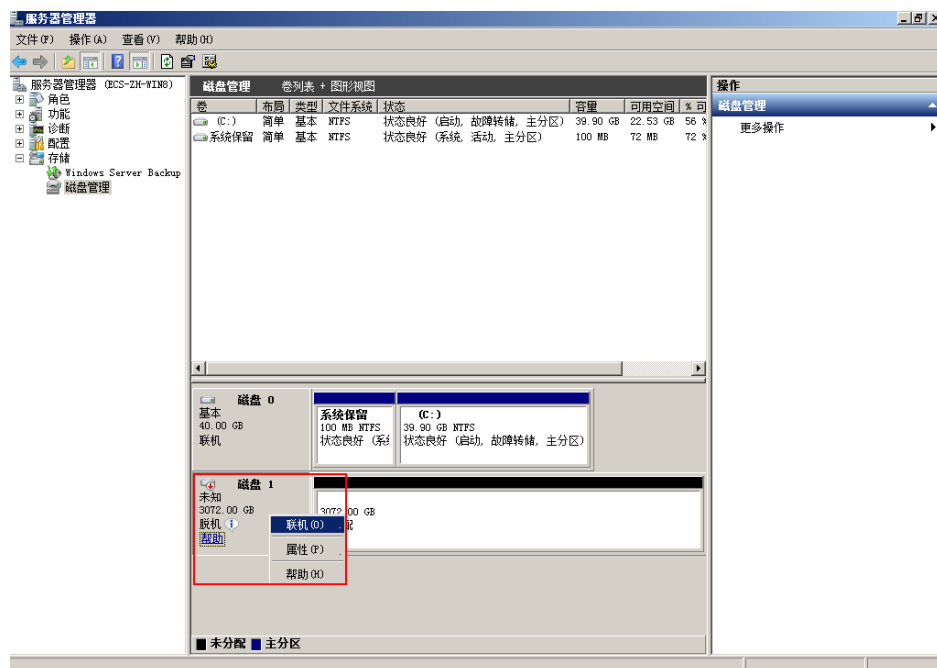 服务器管理器
文件(F) 操作(A) 查看(V) 帮助(H)
服务器管理器 (ECS-ZH-WIN8)
角色
功能
诊断
配置
存储
Windows Server Backup
磁盘管理
磁盘管理 卷列表 + 图形视图
卷 布局 类型 文件系统 状态 容量 可用空间 % 可
(C:) 简单 基本 NTFS 状态良好 (启动, 故障转储, 主分区) 39.90 GB 22.53 GB 56 %
系统保留 简单 基本 NTFS 状态良好 (系统, 活动, 主分区) 100 MB 72 MB 72 %
磁盘 0
基本
40.00 GB
联机
系统保留
100 MB NTFS
状态良好 (系
(C:)
39.90 GB NTFS
状态良好 (启动, 故障转储, 主分区)
磁盘 1
未知
3072.00 GB
脱机
帮助
3072.00 GB
配
联机(O)
属性(P)
帮助(H)
未分配 主分区
操作
磁盘管理
更多操作